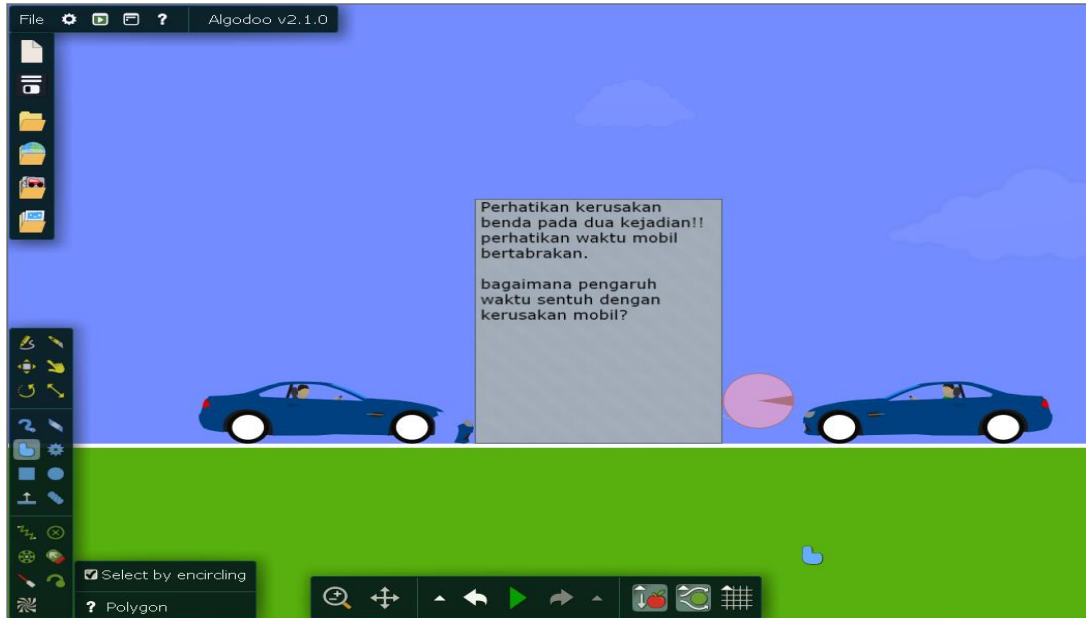 File ? Algodoo v2.1.0
Perhatikan kerusakan
benda pada dua kejadian!!
perhatikan waktu mobil
bertabrakan.
bagaimana pengaruh
waktu sentuh dengan
kerusakan mobil?
Select by encirding
? Polygon